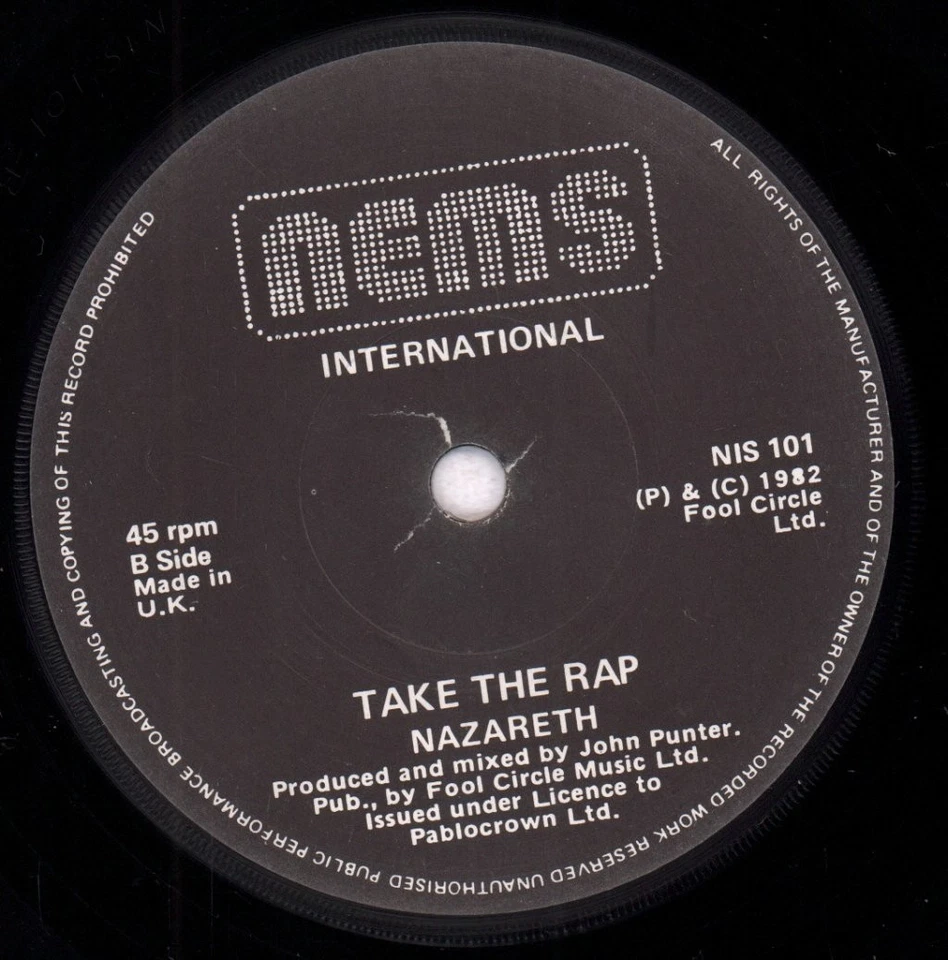 nems
INTERNATIONAL
NIS 101
(P) & (C) 1982
Fool Circle
Ltd.
45 rpm
B Side
Made in
U.K.
TAKE THE RAP
NAZARETH
Produced and mixed by John Punter.
Pub., by Fool Circle Music Ltd.
Issued under Licence to
Pablocrown Ltd.
ALL RIGHTS OF THE MANUFACTURER AND OF THE OWNER OF THE RECORDED WORK RESERVED UNAUTHORISED PUBLIC PERFORMANCE BROADCASTING AND COPYING OF THIS RECORD PROHIBITED